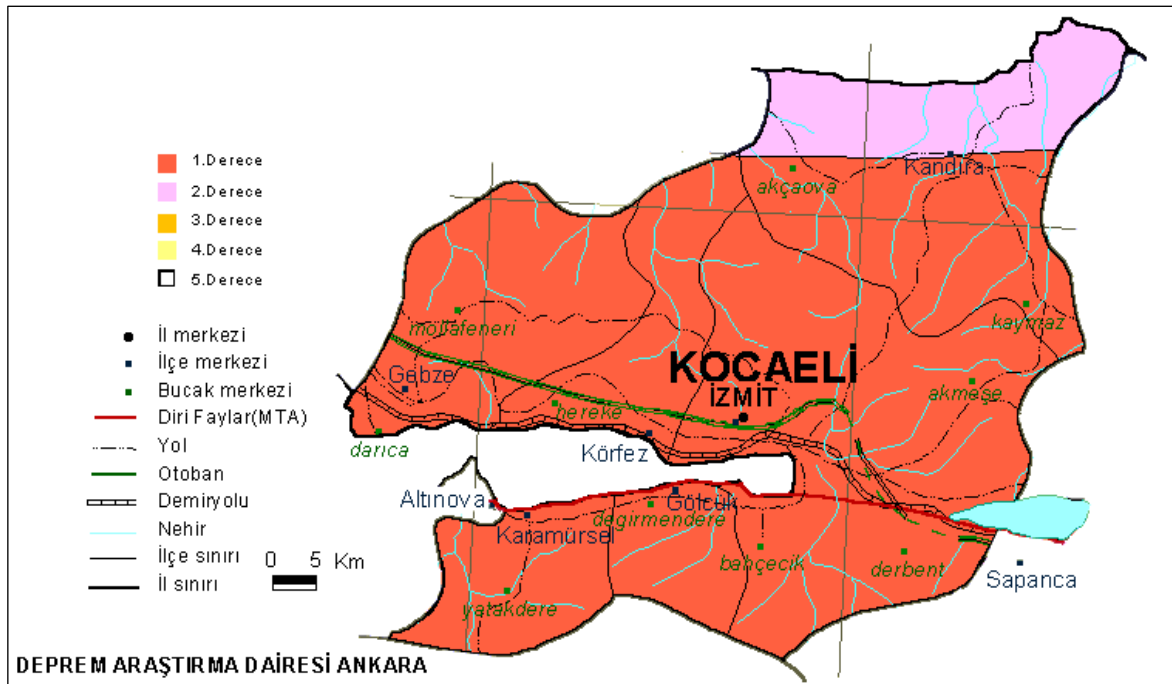 1.Derece
2.Derece
3.Derece
4.Derece
5.Derece
İl merkezi
İlçe merkezi
Bucak merkezi
Diri Faylar(MTA)
Yol
Otoban
Demiryolu
Nehir
İlçe sınırı
İl sınırı
0 5 Km
Kandıra
akçaova
mollafeneri
kaymaz
KOCAELİ
İZMİT
Gebze
hereke
akmeşe
darıca
Körfez
Altınova
Gölcük
değirmendere
Karamürsel
bahçecik
derbent
Sapanca
yatakdere
DEPREM ARAŞTIRMA DAİRESİ ANKARA